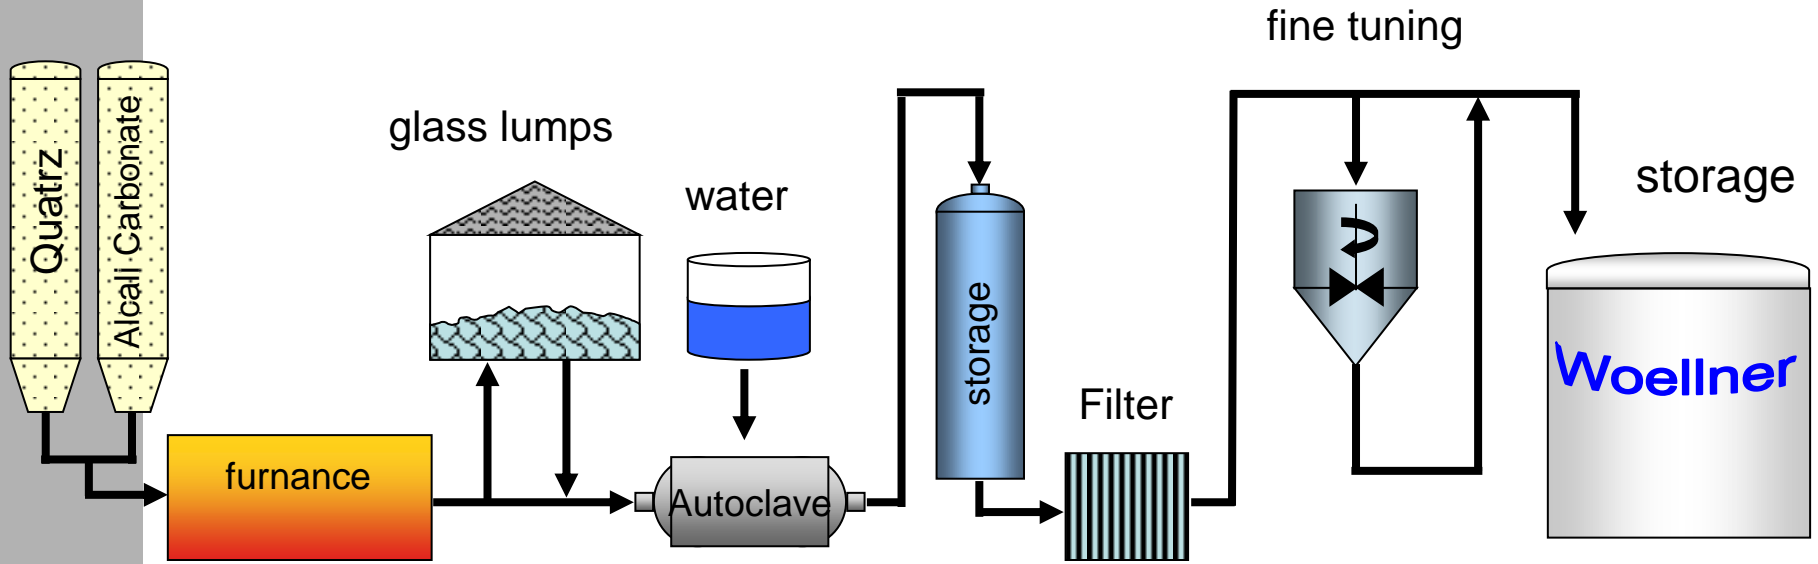 fine tuning
Quatrz
Alcali Carbonate
glass lumps
water
storage
storage
Filter
Woellner
furnance
Autoclave